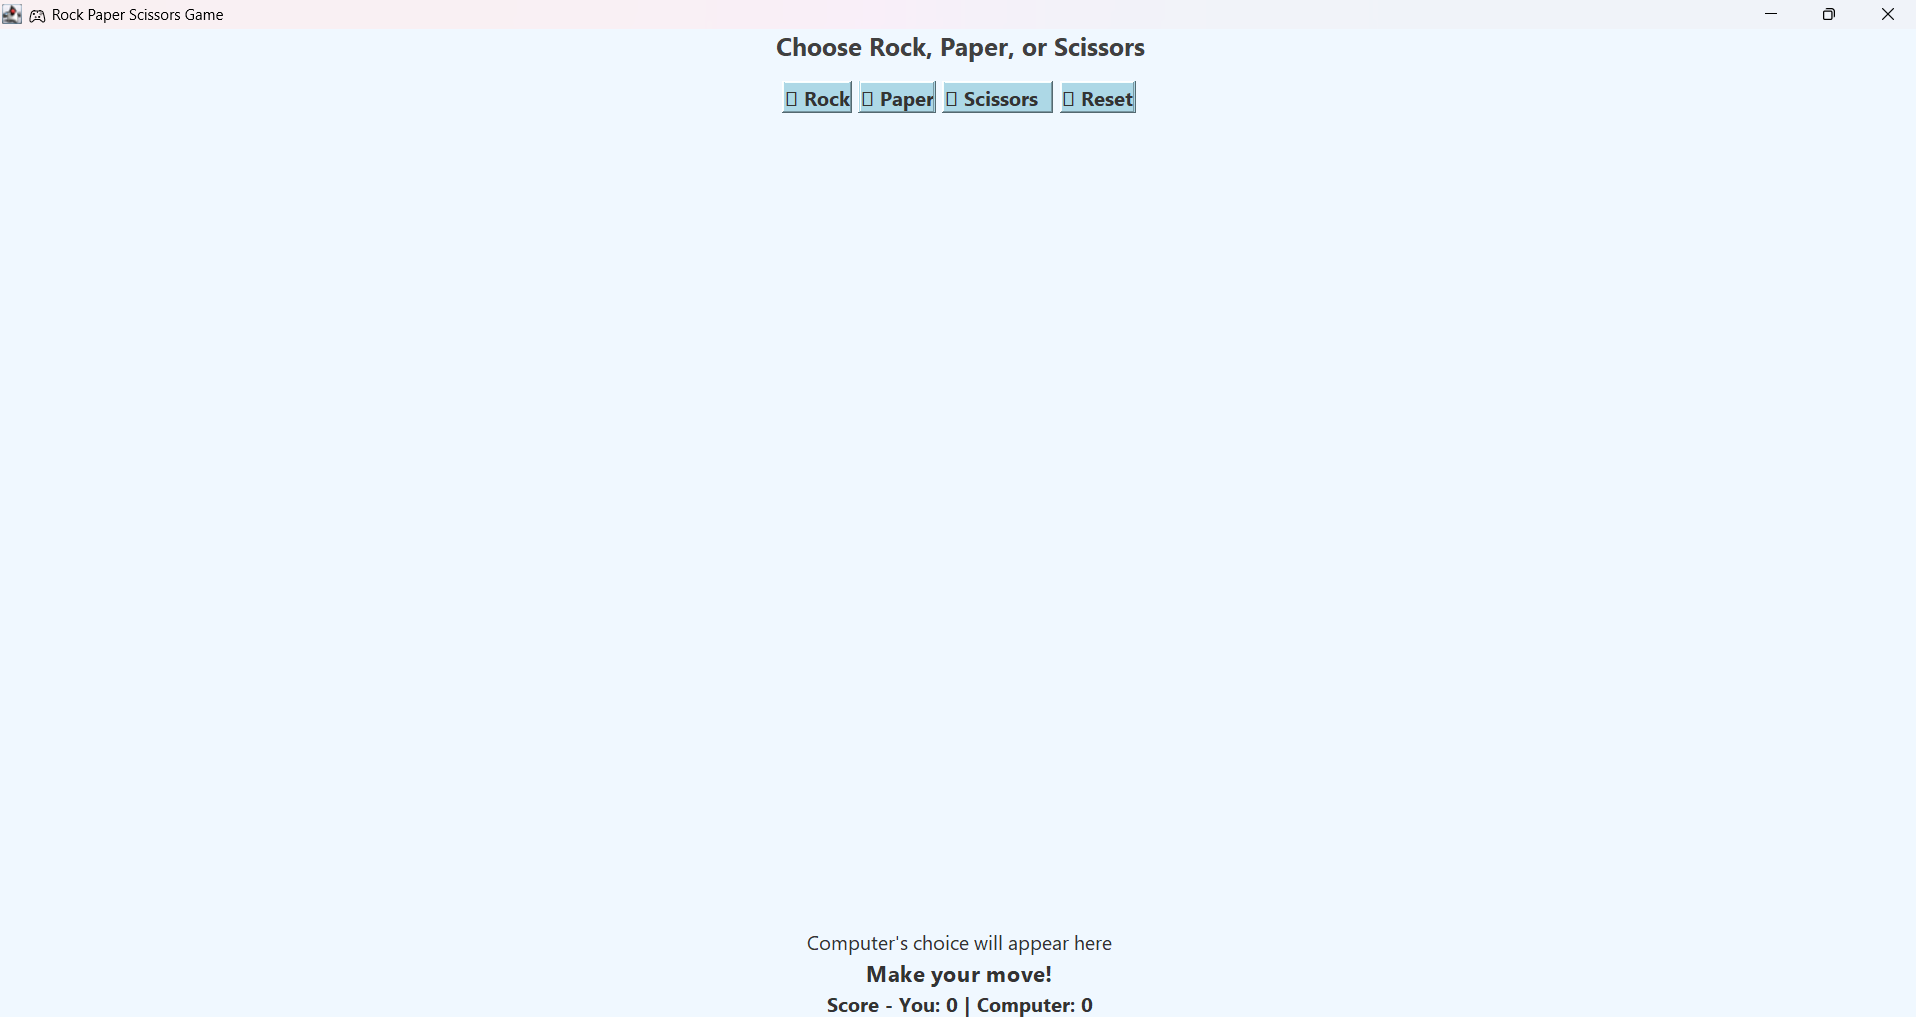 🎮 Rock Paper Scissors Game
Choose Rock, Paper, or Scissors
▯ Rock ▯ Paper ▯ Scissors ▯ Reset
Computer's choice will appear here
Make your move!
Score - You: 0 | Computer: 0